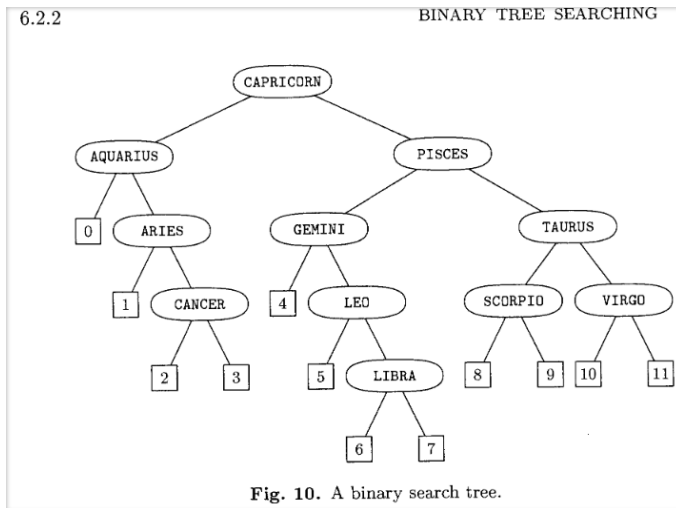 6.2.2 BINARY TREE SEARCHING
CAPRICORN
AQUARIUS PISCES
0 ARIES GEMINI TAURUS
1 CANCER 4 LEO SCORPIO VIRGO
2 3 5 LIBRA 8 9 10 11
6 7
Fig. 10. A binary search tree.